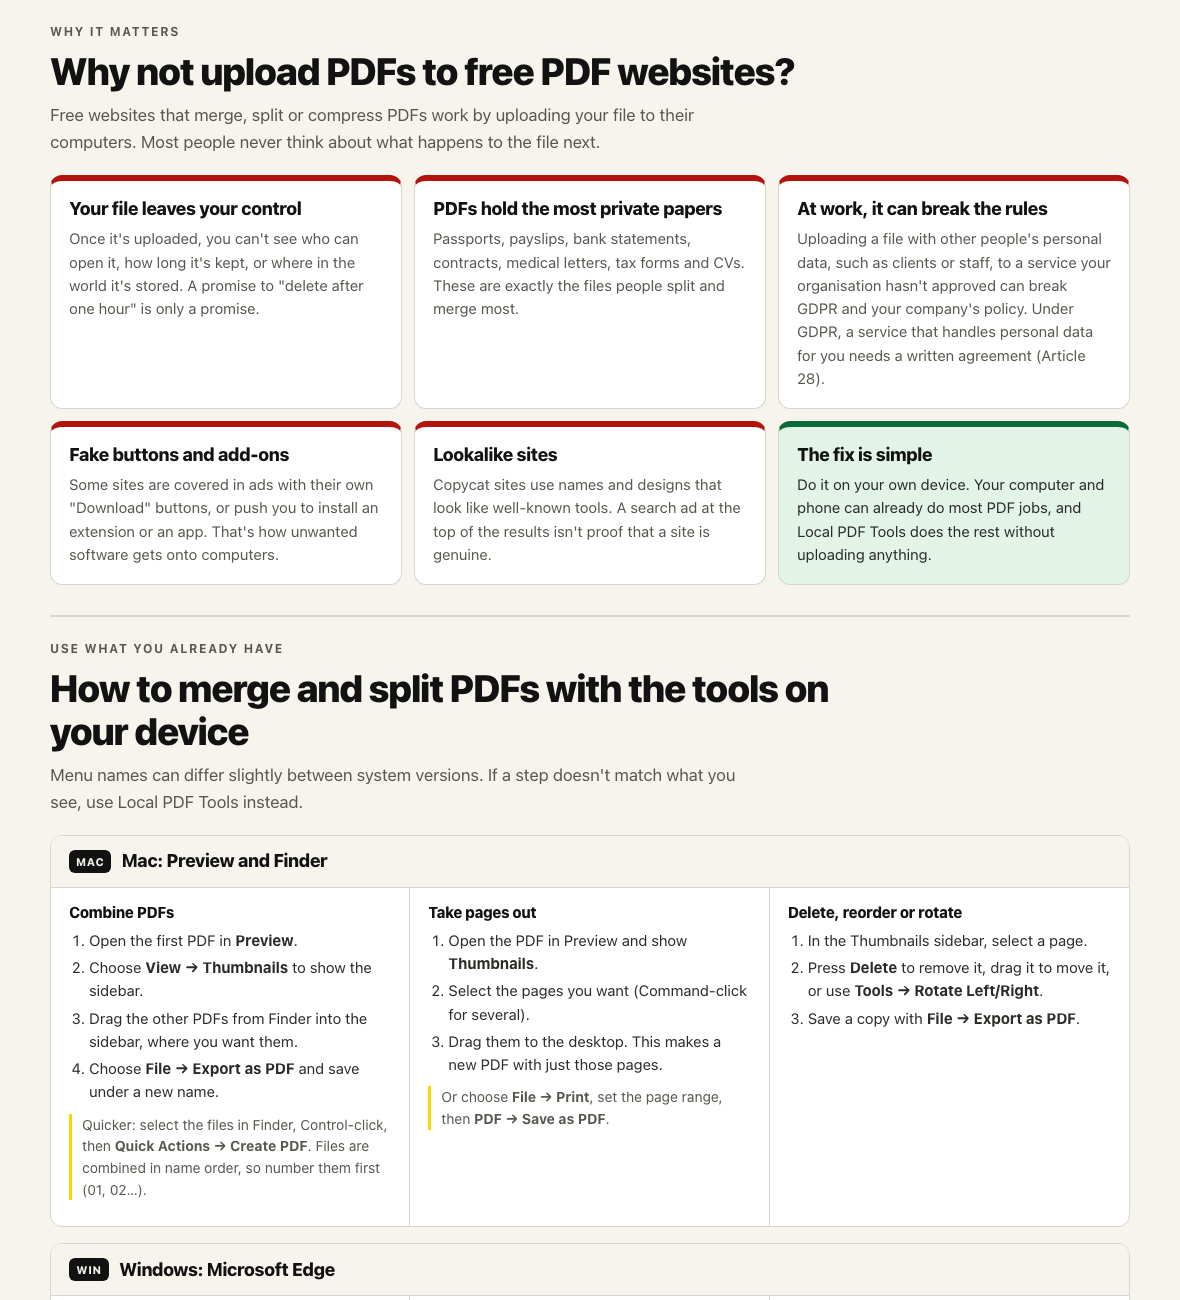 WHY IT MATTERS
Why not upload PDFs to free PDF websites?
Free websites that merge, split or compress PDFs work by uploading your file to their
computers. Most people never think about what happens to the file next.
Your file leaves your control
Once it's uploaded, you can't see who can
open it, how long it's kept, or where in the
world it's stored. A promise to "delete after
one hour" is only a promise.
PDFs hold the most private papers
Passports, payslips, bank statements,
contracts, medical letters, tax forms and CVs.
These are exactly the files people split and
merge most.
At work, it can break the rules
Uploading a file with other people's personal
data, such as clients or staff, to a service your
organisation hasn't approved can break
GDPR and your company's policy. Under
GDPR, a service that handles personal data
for you needs a written agreement (Article
28).
Fake buttons and add-ons
Some sites are covered in ads with their own
"Download" buttons, or push you to install an
extension or an app. That's how unwanted
software gets onto computers.
Lookalike sites
Copycat sites use names and designs that
look like well-known tools. A search ad at the
top of the results isn't proof that a site is
genuine.
The fix is simple
Do it on your own device. Your computer and
phone can already do most PDF jobs, and
Local PDF Tools does the rest without
uploading anything.
USE WHAT YOU ALREADY HAVE
How to merge and split PDFs with the tools on
your device
Menu names can differ slightly between system versions. If a step doesn't match what you
see, use Local PDF Tools instead.
MAC Mac: Preview and Finder
Combine PDFs
1. Open the first PDF in Preview.
2. Choose View → Thumbnails to show the
sidebar.
3. Drag the other PDFs from Finder into the
sidebar, where you want them.
4. Choose File → Export as PDF and save
under a new name.
Quicker: select the files in Finder, Control-click,
then Quick Actions → Create PDF. Files are
combined in name order, so number them first
(01, 02…).
Take pages out
1. Open the PDF in Preview and show
Thumbnails.
2. Select the pages you want (Command-click
for several).
3. Drag them to the desktop. This makes a
new PDF with just those pages.
Or choose File → Print, set the page range,
then PDF → Save as PDF.
Delete, reorder or rotate
1. In the Thumbnails sidebar, select a page.
2. Press Delete to remove it, drag it to move it,
or use Tools → Rotate Left/Right.
3. Save a copy with File → Export as PDF.
WIN Windows: Microsoft Edge